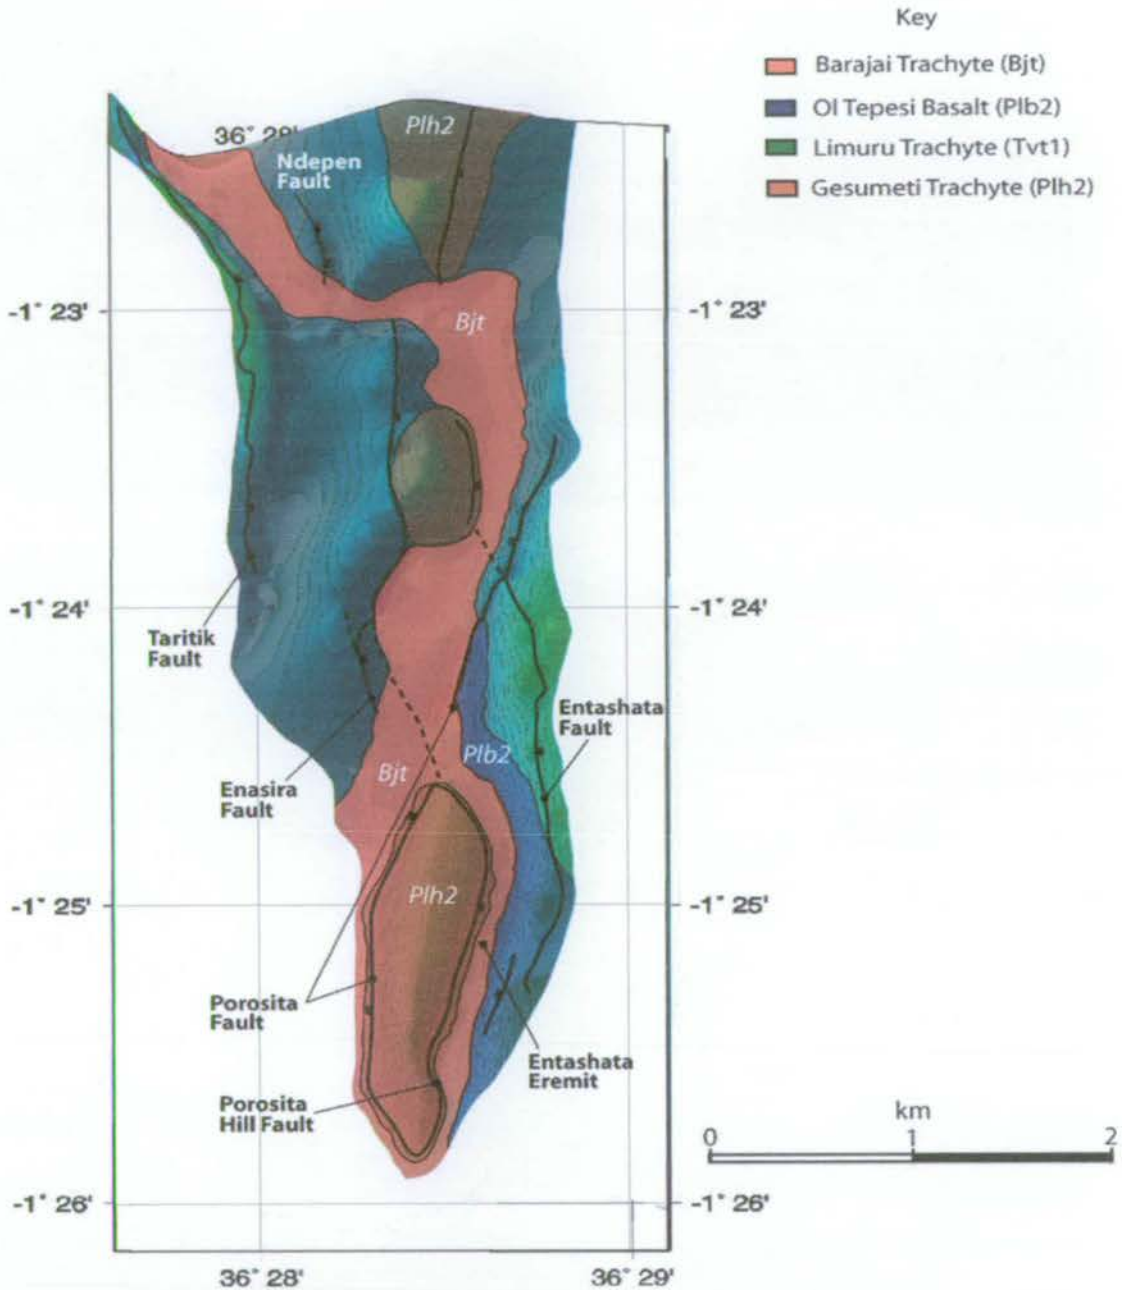 Key
Barajai Trachyte (Bjt)
Ol Tepesi Basalt (Plb2)
Limuru Trachyte (Tvt1)
Gesumeti Trachyte (Plh2)
36° 28'
Plh2
Ndepen
Fault
-1° 23'
-1° 23'
Bjt
-1° 24'
-1° 24'
Taritik
Fault
Entashata
Fault
Plb2
Bjt
Enasira
Fault
Plh2
-1° 25'
-1° 25'
Porosita
Fault
Entashata
Eremit
Porosita
Hill Fault
km
0 1 2
-1° 26'
-1° 26'
36° 28'
36° 29'